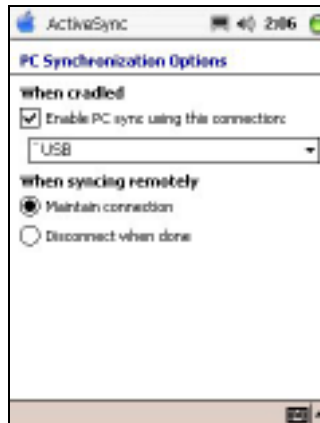 ActiveSync 2:06
PC Synchronization Options
When cradled
Enable PC sync using this connection:
`USB
When syncing remotely
Maintain connection
Disconnect when done